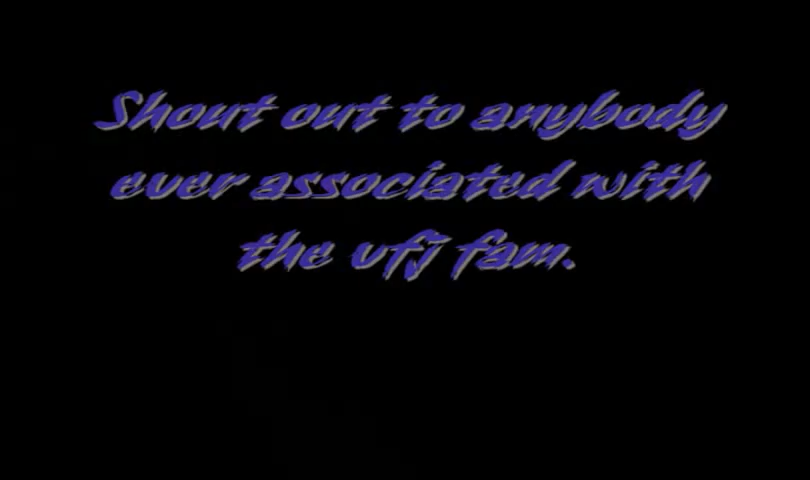 Shout out to anybody
ever associated with
the vfj fam.